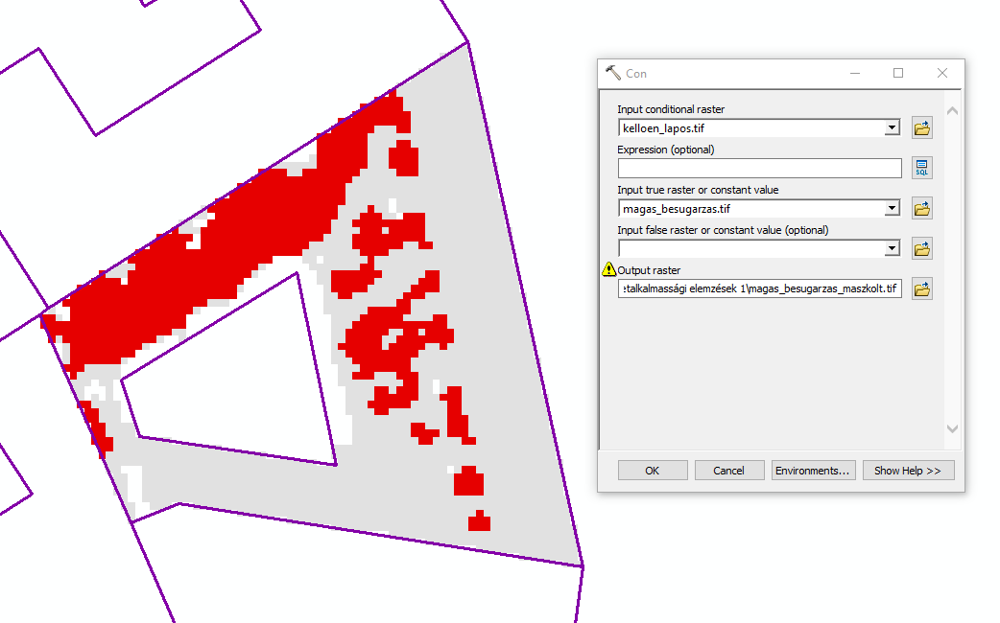 Con
Input conditional raster
kelloen_lapos.tif
Expression (optional)
SQL
Input true raster or constant value
magas_besugarzas.tif
Input false raster or constant value (optional)
Output raster
:talkalmassági elemzések 1\magas_besugarzas_maszkolt.tif
OK
Cancel
Environments...
Show Help >>